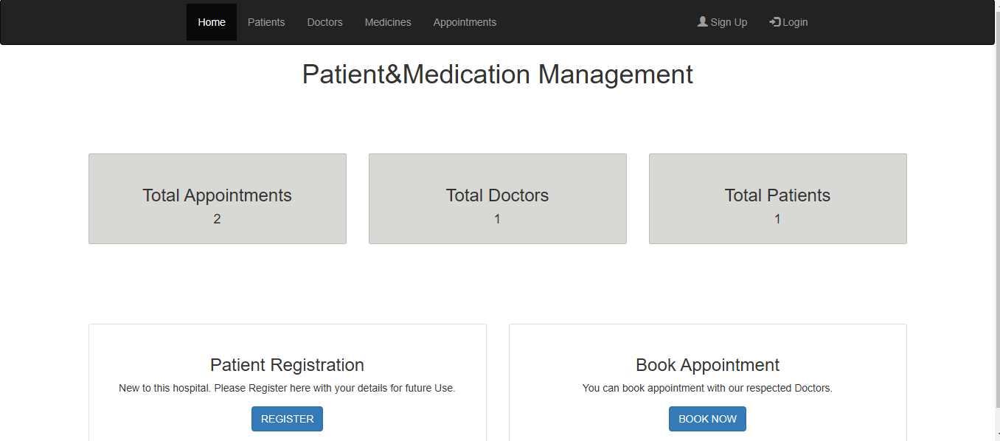 Home Patients Doctors Medicines Appointments Sign Up Login
Patient&Medication Management
Total Appointments
2
Total Doctors
1
Total Patients
1
Patient Registration
New to this hospital. Please Register here with your details for future Use.
REGISTER
Book Appointment
You can book appointment with our respected Doctors.
BOOK NOW